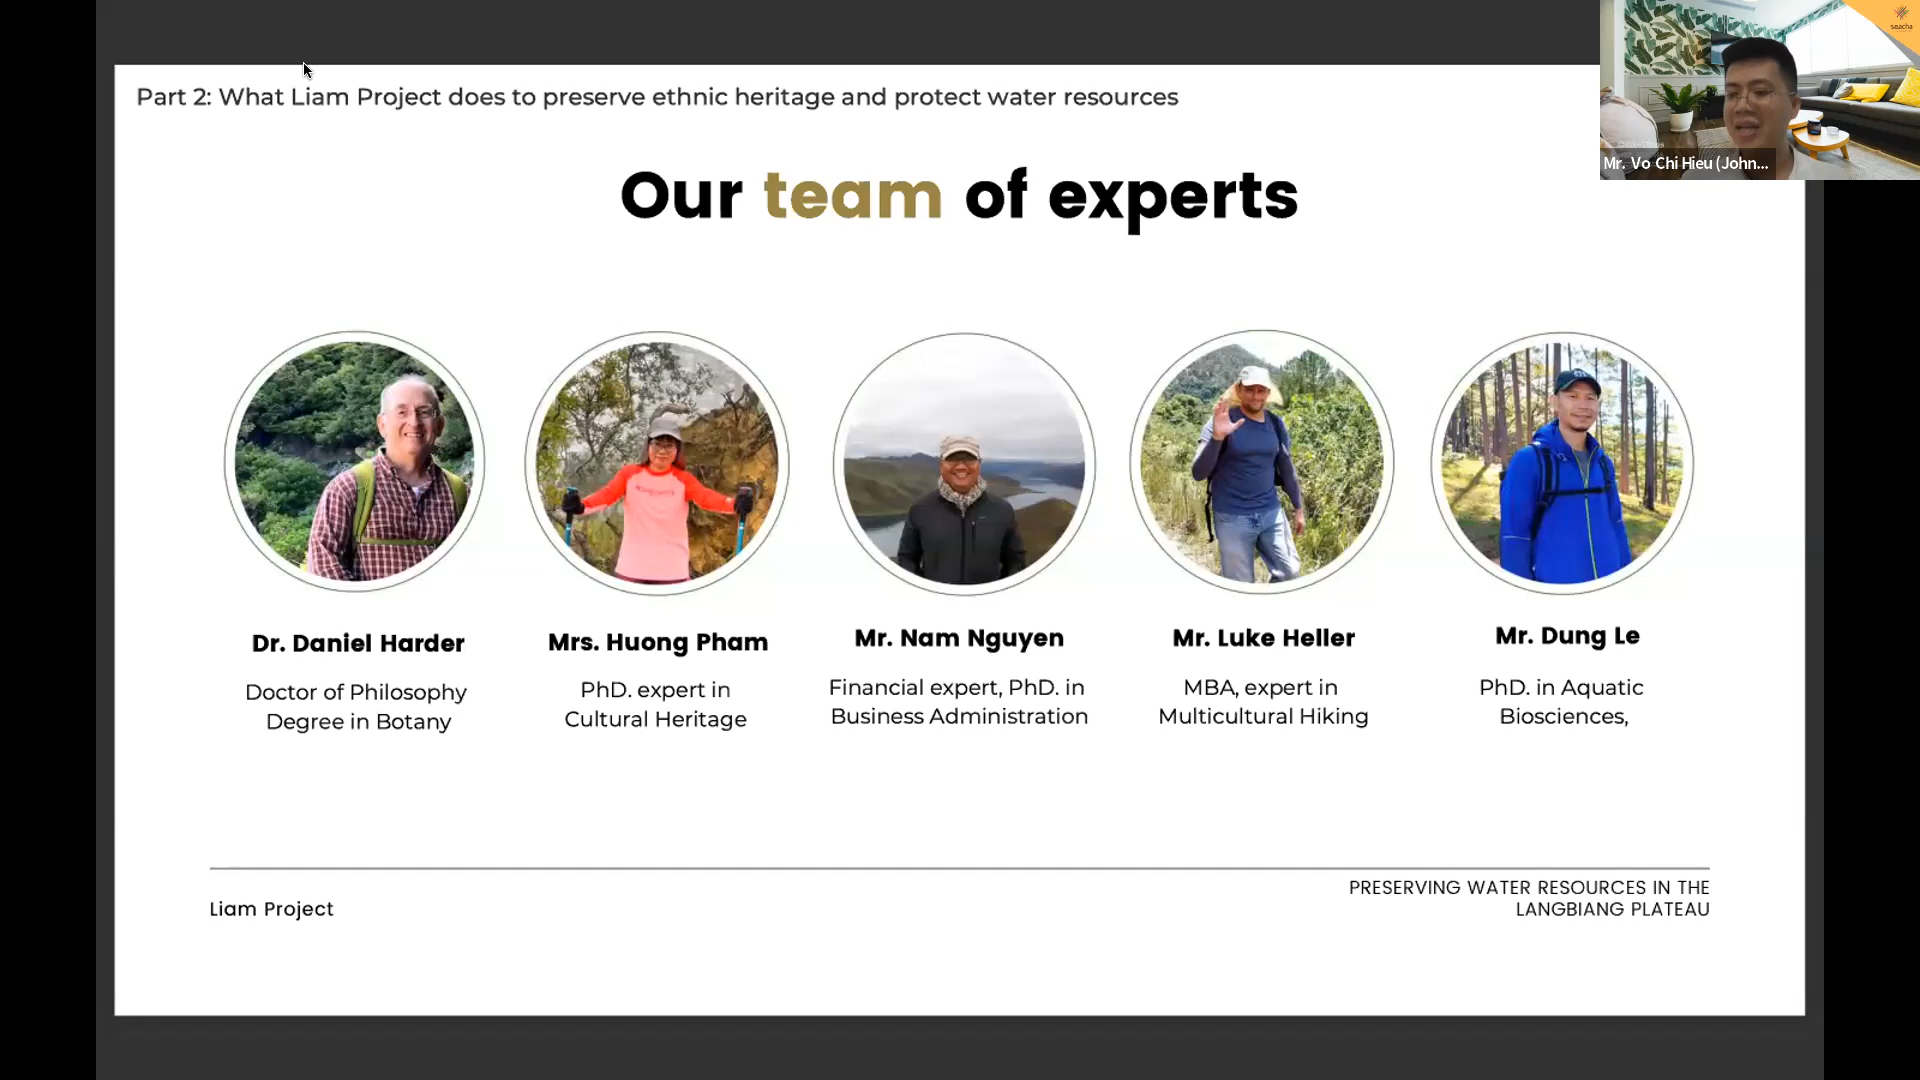 Part 2: What Liam Project does to preserve ethnic heritage and protect water resources
seacha
Mr. Vo Chi Hieu (John...
Our team of experts
Dr. Daniel Harder
Doctor of Philosophy
Degree in Botany
Mrs. Huong Pham
PhD. expert in
Cultural Heritage
Mr. Nam Nguyen
Financial expert, PhD. in
Business Administration
Mr. Luke Heller
MBA, expert in
Multicultural Hiking
Mr. Dung Le
PhD. in Aquatic
Biosciences,
Liam Project
PRESERVING WATER RESOURCES IN THE
LANGBIANG PLATEAU